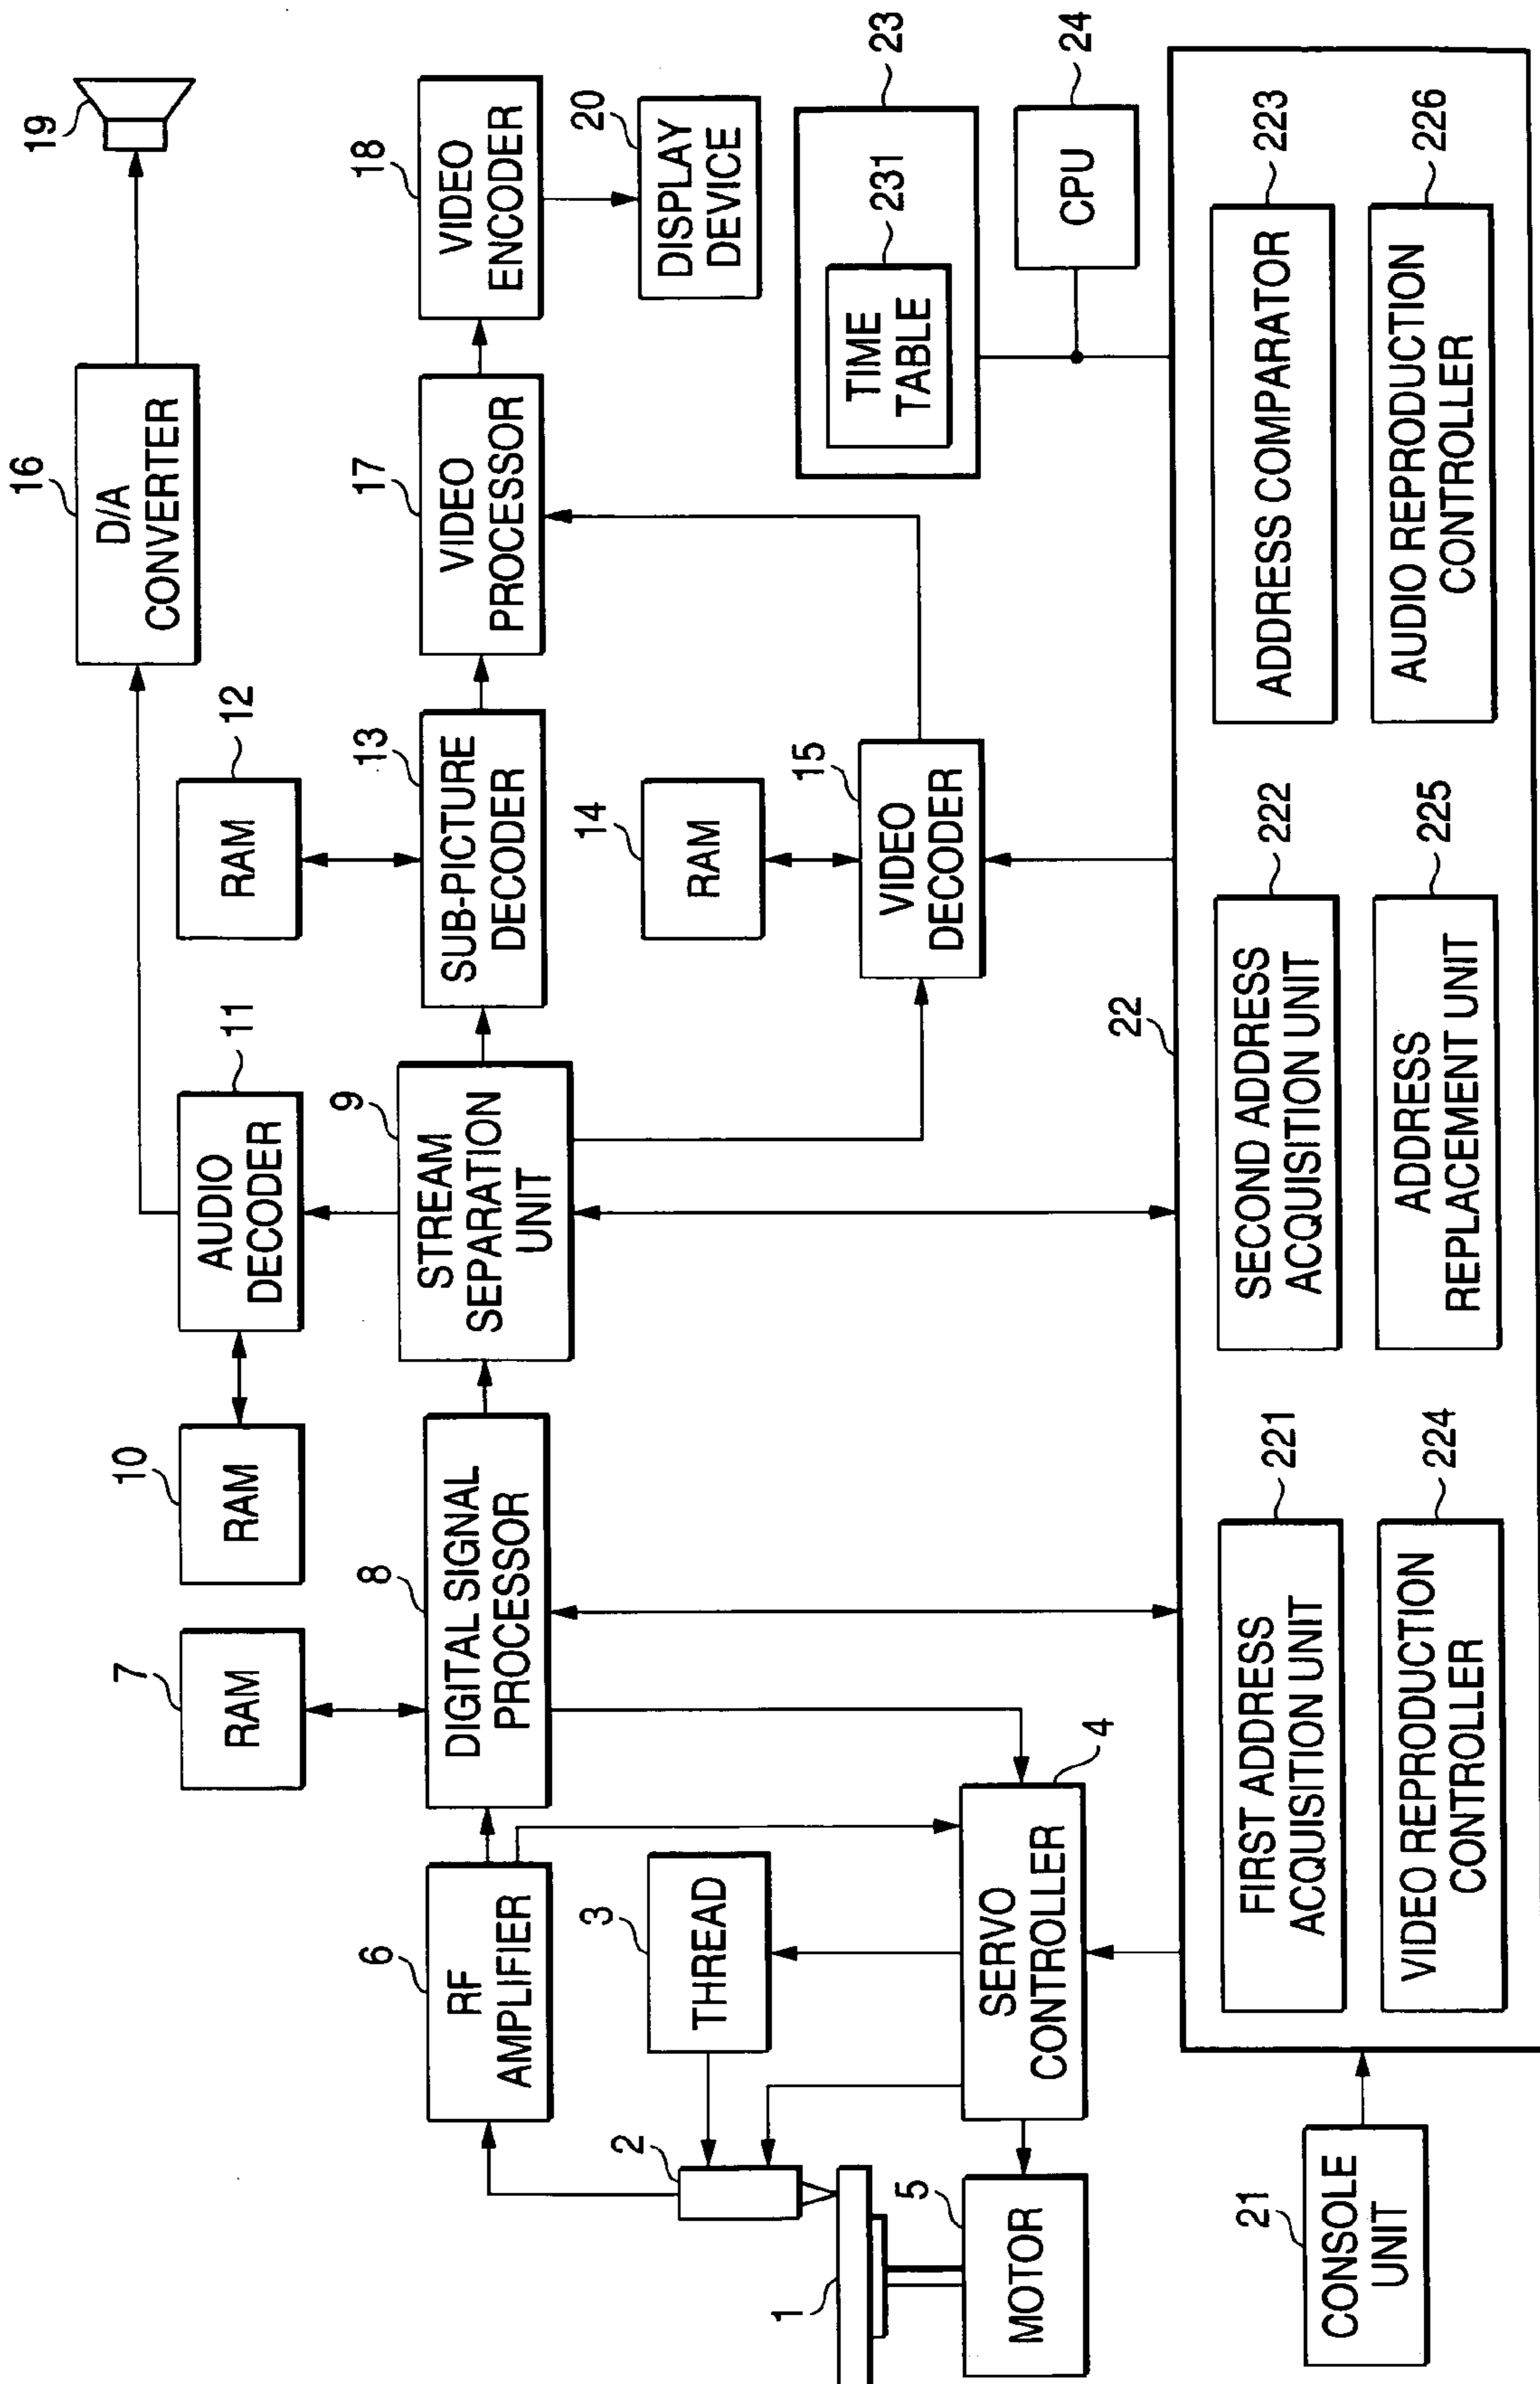 19
16
D/A
CONVERTER
12
RAM
11
AUDIO
DECODER
10
RAM
7
RAM
18
VIDEO
ENCODER
17
VIDEO
PROCESSOR
13
SUB-PICTURE
DECODER
9
STREAM
SEPARATION
UNIT
8
DIGITAL SIGNAL
PROCESSOR
6
RF
AMPLIFIER
20
DISPLAY
DEVICE
14
RAM
3
THREAD
2
23
231
TIME
TABLE
15
VIDEO
DECODER
4
SERVO
CONTROLLER
5
MOTOR
1
24
CPU
22
221
FIRST ADDRESS
ACQUISITION UNIT
222
SECOND ADDRESS
ACQUISITION UNIT
223
ADDRESS COMPARATOR
224
VIDEO REPRODUCTION
CONTROLLER
225
ADDRESS
REPLACEMENT UNIT
226
AUDIO REPRODUCTION
CONTROLLER
21
CONSOLE
UNIT